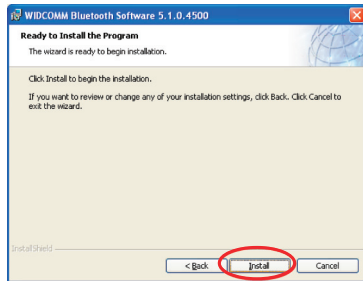 WIDCOMM Bluetooth Software 5.1.0.4500
Ready to Install the Program
The wizard is ready to begin installation.
Click Install to begin the installation.
If you want to review or change any of your installation settings, click Back. Click Cancel to
exit the wizard.
InstallShield
< Back Install Cancel